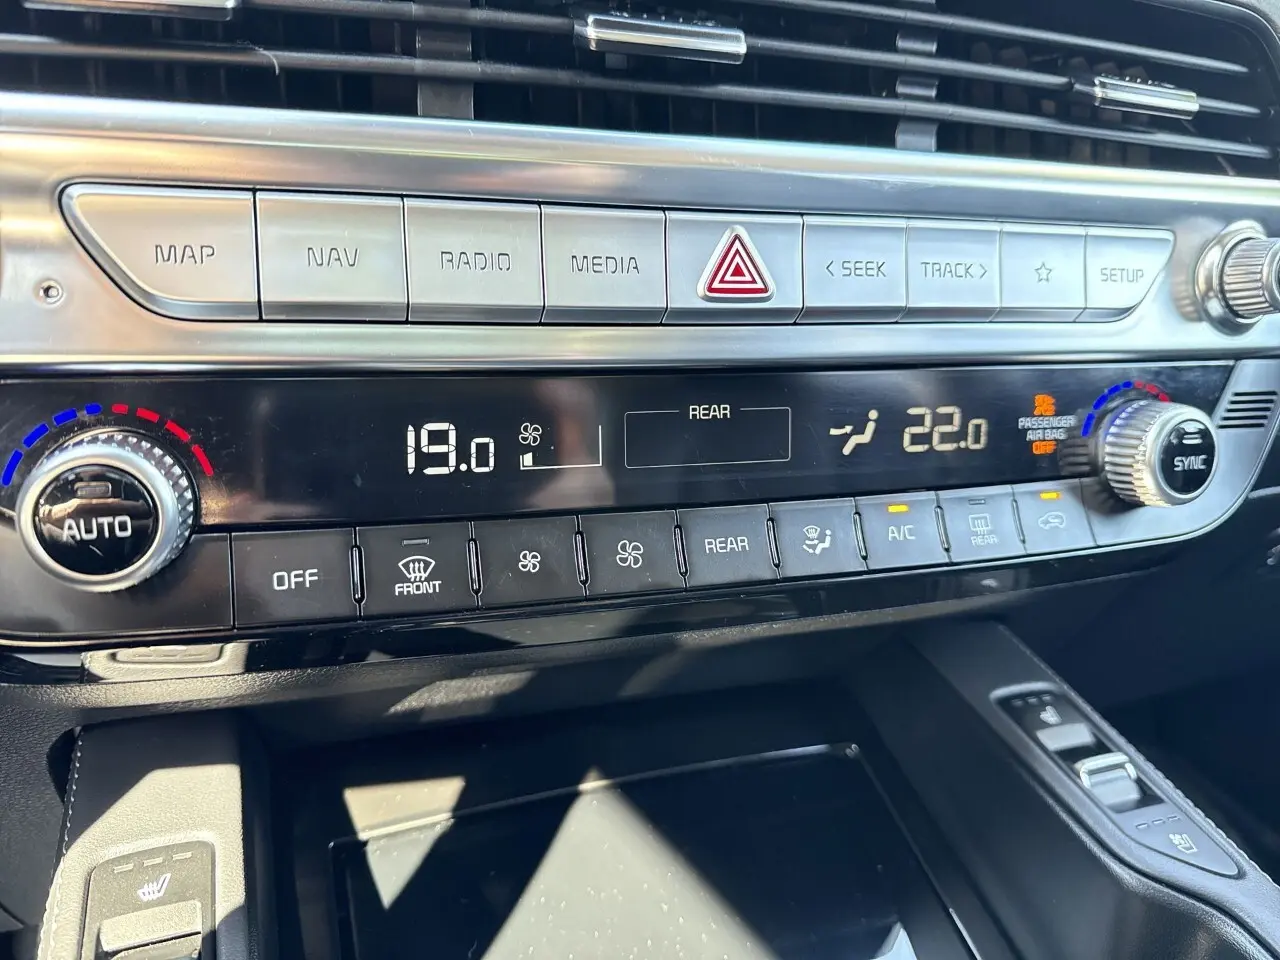 MAP NAV RADIO MEDIA < SEEK TRACK > SETUP
19.0 REAR 22.0
PASSENGER
AIR BAG
OFF
AUTO SYNC
OFF FRONT REAR A/C REAR